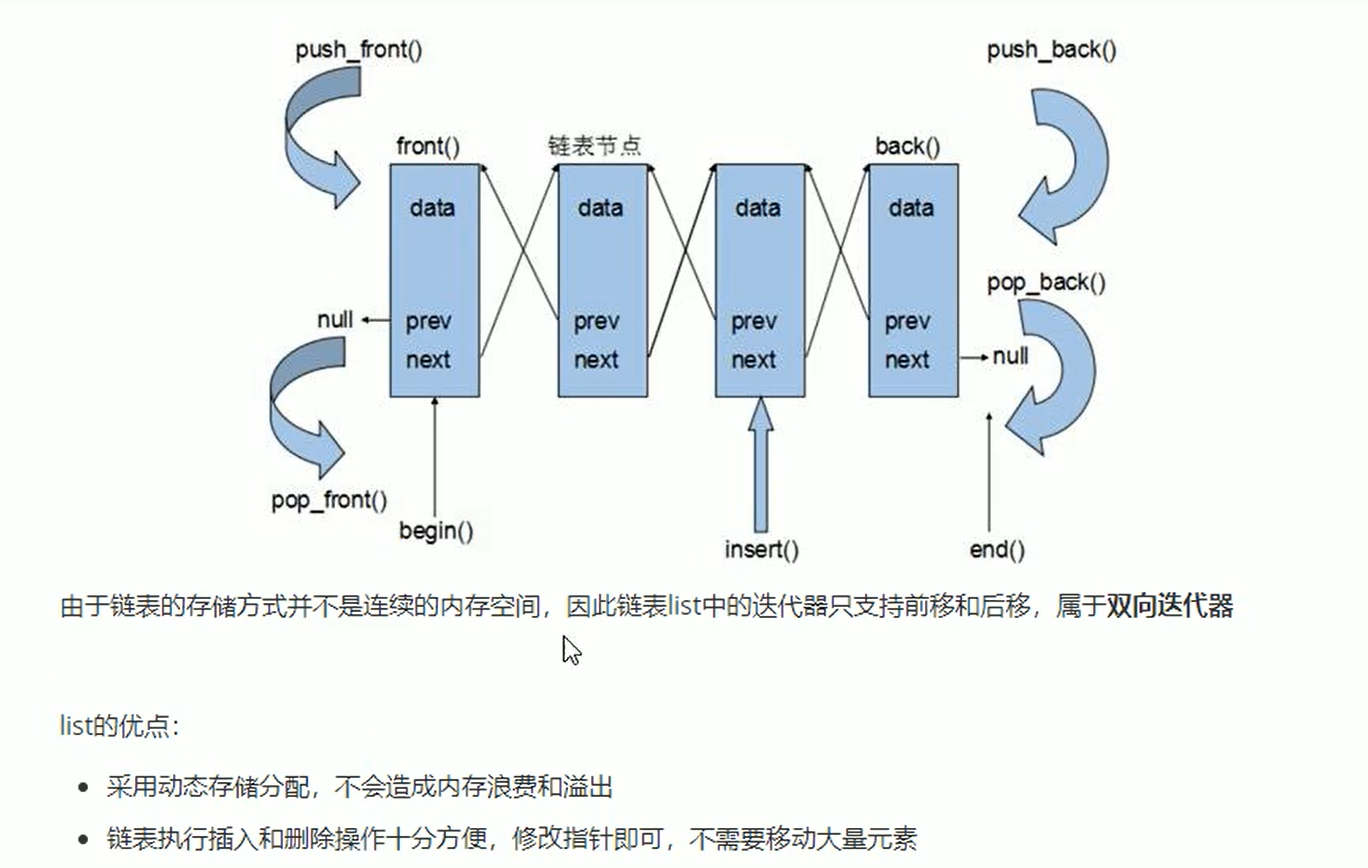 push_front()
push_back()
front()
链表节点
back()
data
data
data
data
pop_back()
null
prev
prev
prev
prev
next
next
next
next
null
pop_front()
begin()
insert()
end()
由于链表的存储方式并不是连续的内存空间，因此链表list中的迭代器只支持前移和后移，属于双向迭代器
list的优点：
采用动态存储分配，不会造成内存浪费和溢出
链表执行插入和删除操作十分方便，修改指针即可，不需要移动大量元素